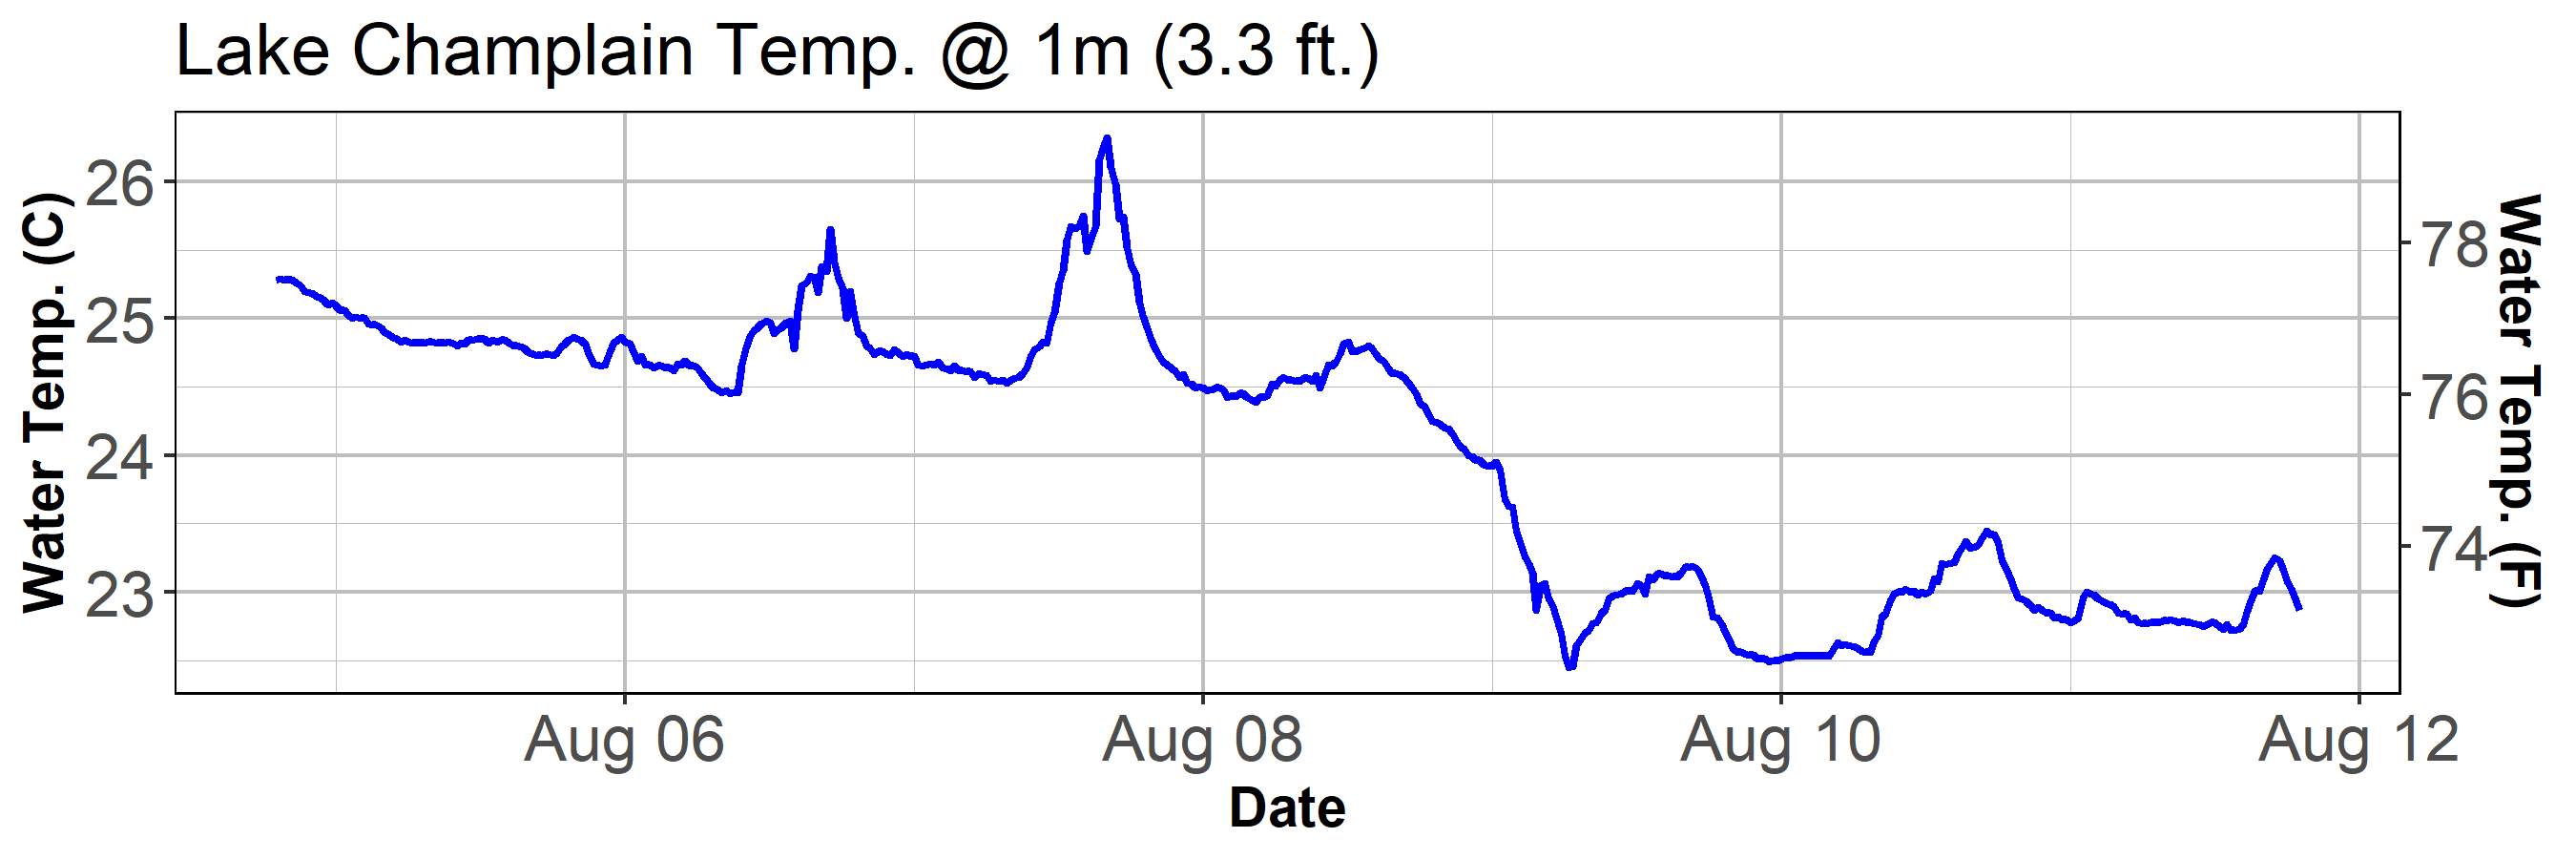 Lake Champlain Temp. @ 1m (3.3 ft.)
Water Temp. (C)
26
25
24
23
78
76
74
Water Temp. (F)
Aug 06 Aug 08 Aug 10 Aug 12
Date